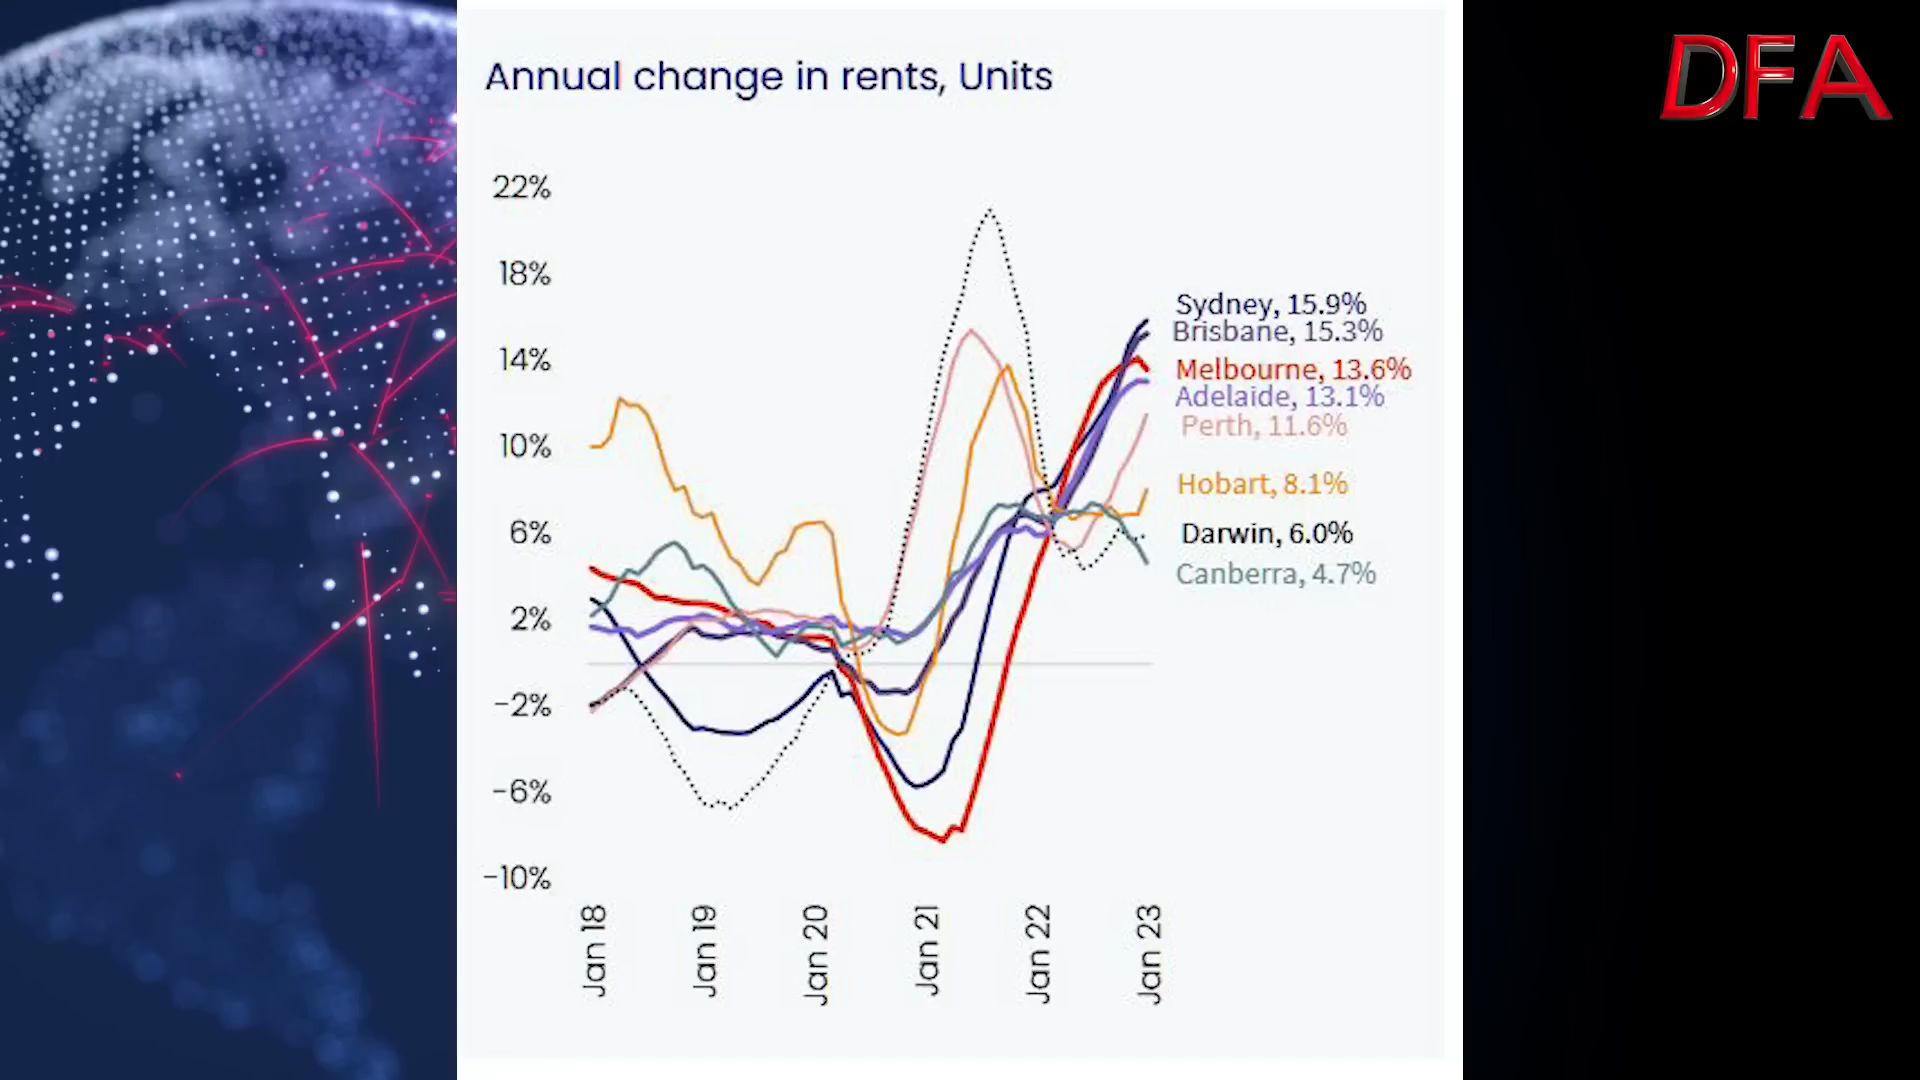 DFA
Annual change in rents, Units
22%
18%
14%
10%
6%
2%
-2%
-6%
-10%
Sydney, 15.9%
Brisbane, 15.3%
Melbourne, 13.6%
Adelaide, 13.1%
Perth, 11.6%
Hobart, 8.1%
Darwin, 6.0%
Canberra, 4.7%
Jan 18
Jan 19
Jan 20
Jan 21
Jan 22
Jan 23